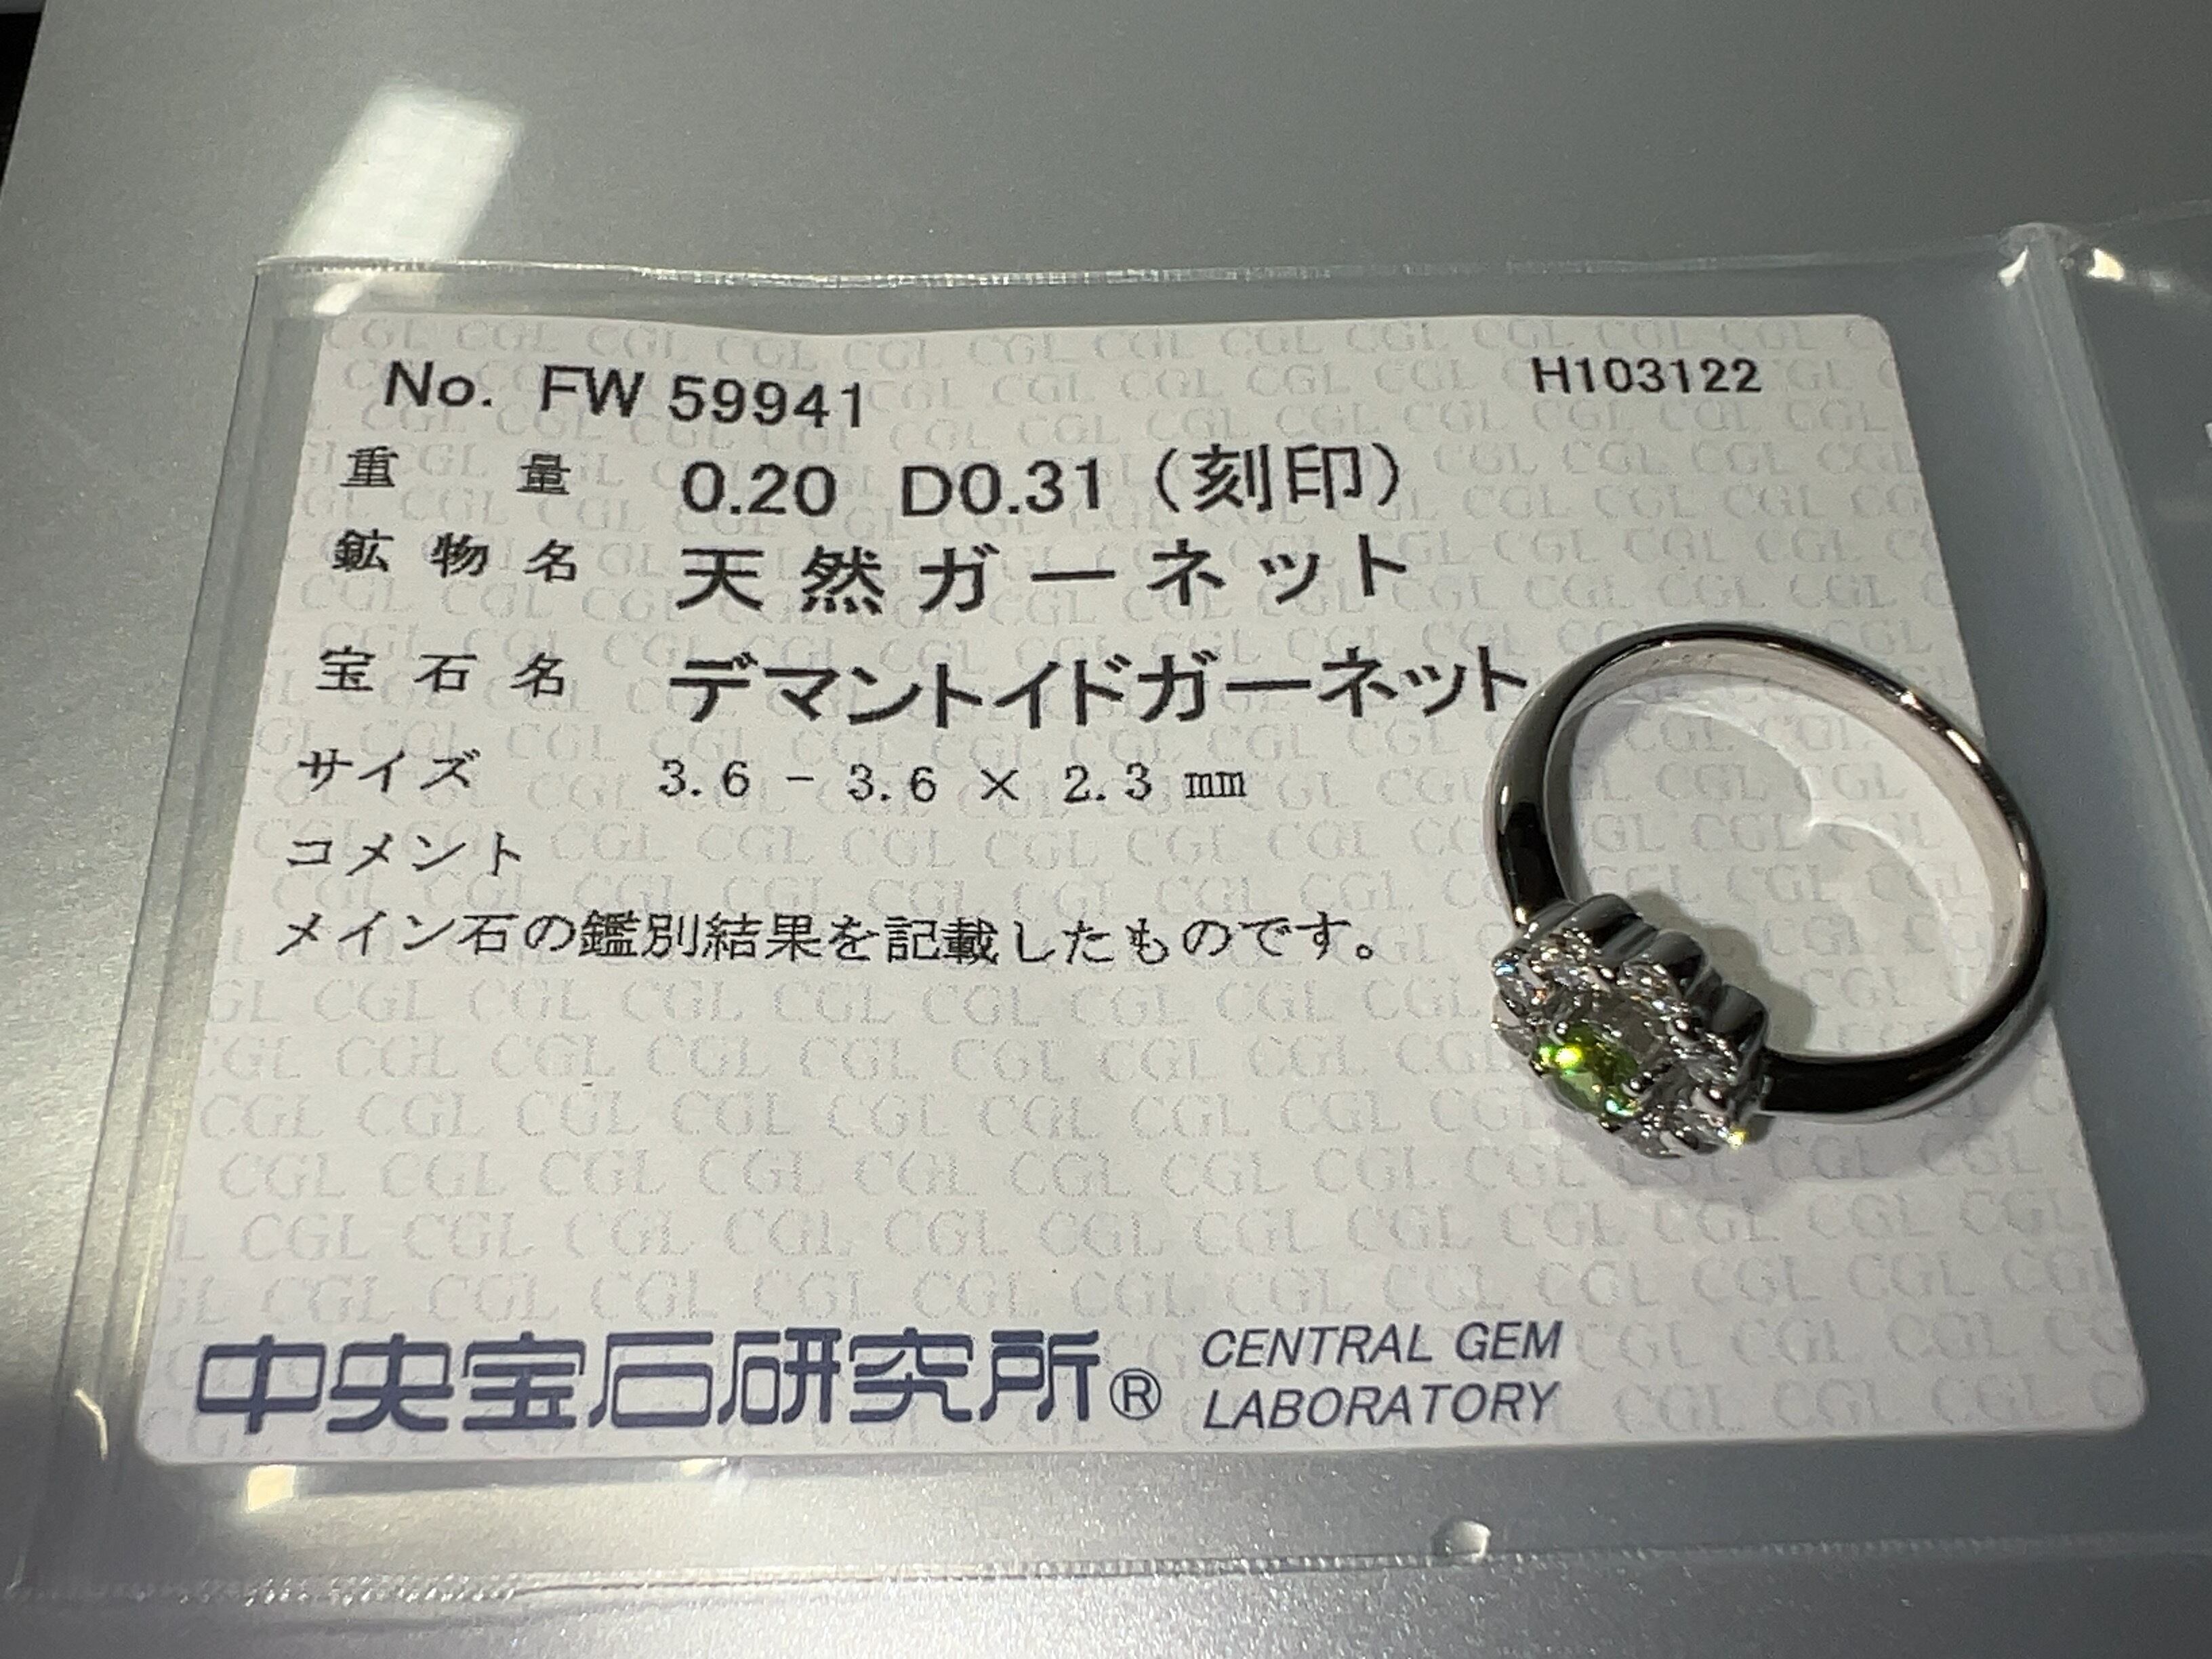 No. FW 59941 H103122
重量 0.20 D0.31（刻印）
鉱物名 天然ガーネット
宝石名 デマントイドガーネット
サイズ 3.6 - 3.6 × 2.3 ㎜
コメント
メイン石の鑑別結果を記載したものです。
中央宝石研究所® CENTRAL GEM
LABORATORY